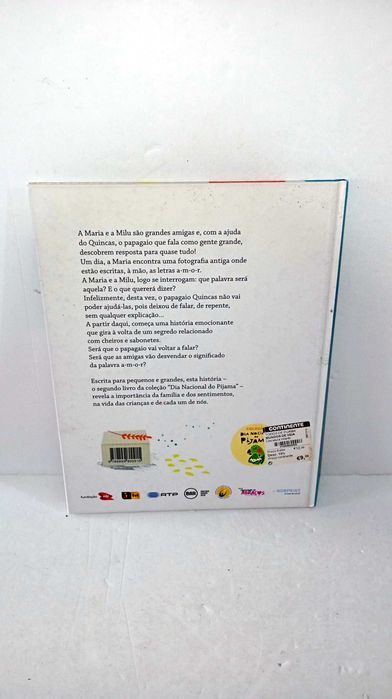 A Maria e a Milu são grandes amigas e, com a ajuda
do Quincas, o papagaio que fala como gente grande,
descobrem resposta para quase tudo!
Um dia, a Maria encontra uma fotografia antiga onde
estão escritas, à mão, as letras a-m-o-r.
A Maria e a Milu, logo se interrogam: que palavra será
aquela? E o que quererá dizer?
Infelizmente, desta vez, o papagaio Quincas não vai
poder ajudá-las, pois deixou de falar, de repente,
sem qualquer explicação...
A partir daqui, começa uma história emocionante
que gira à volta de um segredo relacionado
com cheiros e sabonetes.
Será que o papagaio vai voltar a falar?
Será que as amigas vão desvendar o significado
da palavra a-m-o-r?
Escrita para pequenos e grandes, esta história –
o segundo livro da coleção "Dia Nacional do Pijama" –
revela a importância da família e dos sentimentos,
na vida das crianças e de cada um de nós.
CONTINENTE
fundação
RTP
BAR